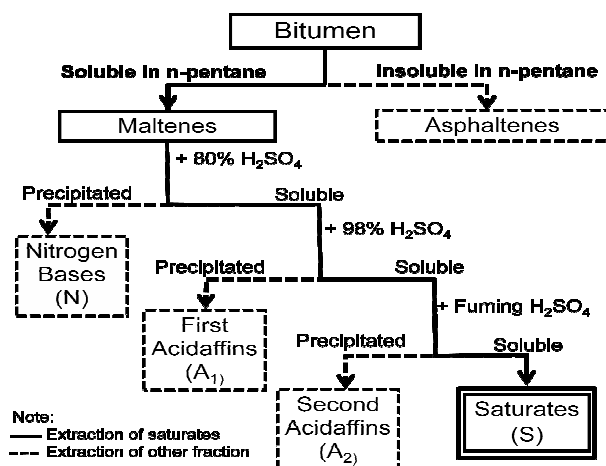 Bitumen
Soluble in n-pentane
Insoluble in n-pentane
Maltenes
Asphaltenes
+ 80% H₂SO₄
Precipitated
Soluble
Nitrogen
Bases
(N)
+ 98% H₂SO₄
Precipitated
Soluble
First
Acidaffins
(A₁)
+ Fuming H₂SO₄
Precipitated
Soluble
Second
Acidaffins
(A₂)
Saturates
(S)
Note:
Extraction of saturates
Extraction of other fraction